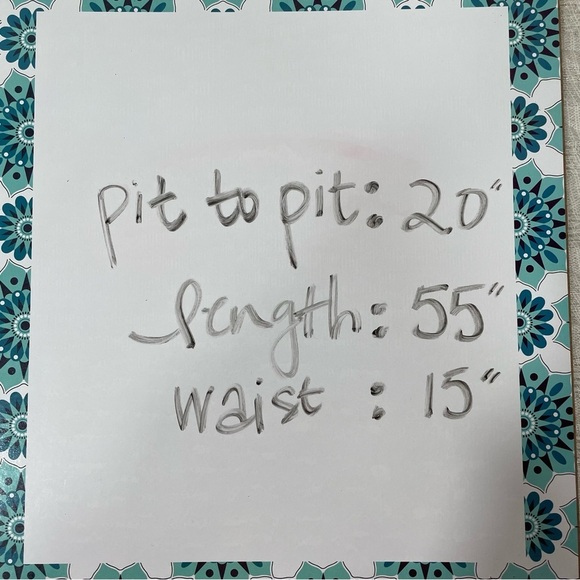 pit to pit: 20"
length: 55"
waist : 15"